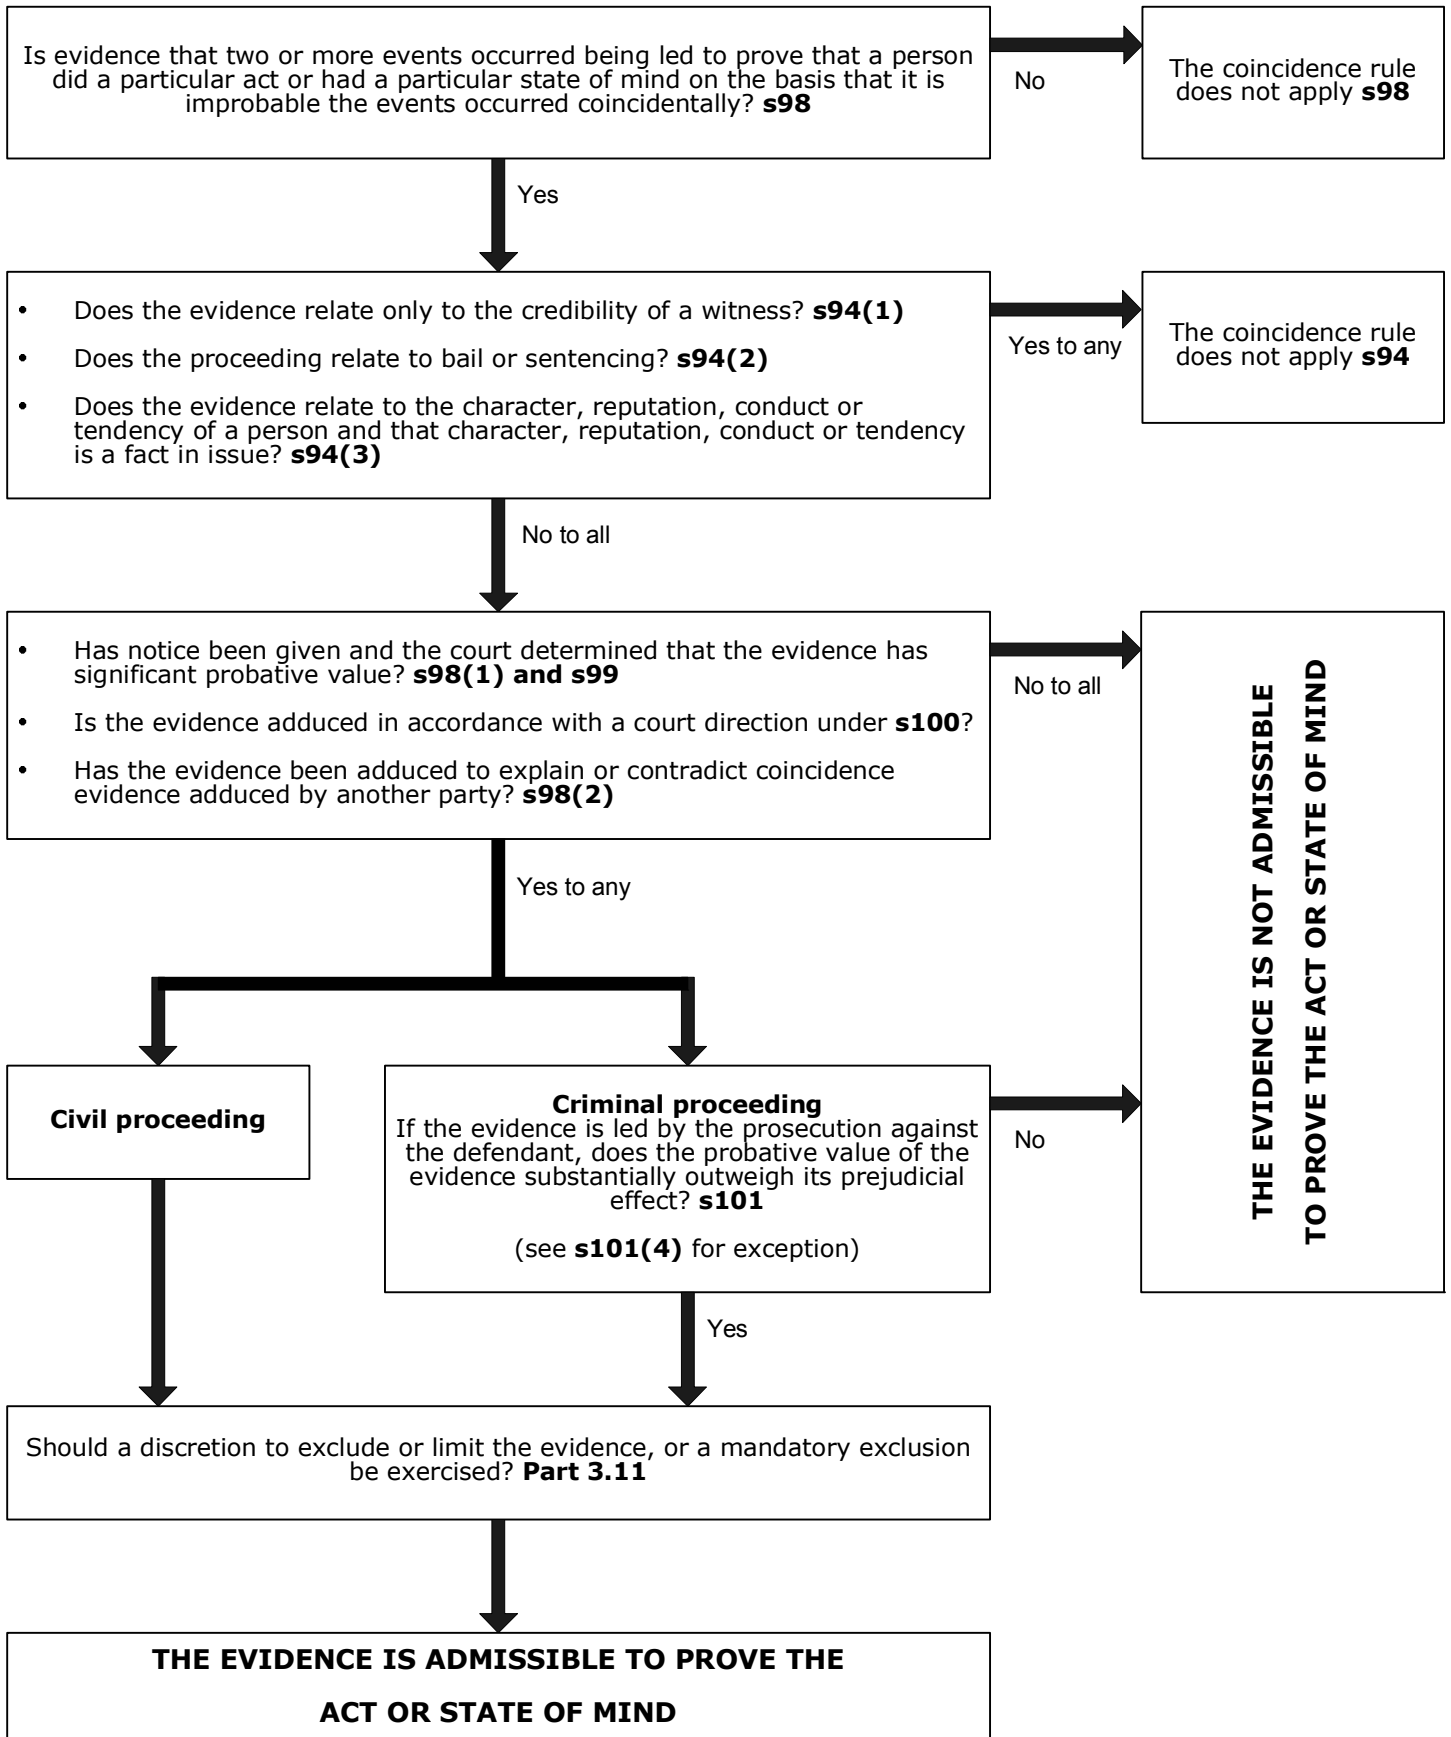 Is evidence that two or more events occurred being led to prove that a person
did a particular act or had a particular state of mind on the basis that it is
improbable the events occurred coincidentally? s98
No
The coincidence rule
does not apply s98
Yes
• Does the evidence relate only to the credibility of a witness? s94(1)
• Does the proceeding relate to bail or sentencing? s94(2)
• Does the evidence relate to the character, reputation, conduct or
tendency of a person and that character, reputation, conduct or tendency
is a fact in issue? s94(3)
Yes to any
The coincidence rule
does not apply s94
No to all
• Has notice been given and the court determined that the evidence has
significant probative value? s98(1) and s99
• Is the evidence adduced in accordance with a court direction under s100?
• Has the evidence been adduced to explain or contradict coincidence
evidence adduced by another party? s98(2)
No to all
THE EVIDENCE IS NOT ADMISSIBLE
TO PROVE THE ACT OR STATE OF MIND
Yes to any
Civil proceeding
Criminal proceeding
If the evidence is led by the prosecution against
the defendant, does the probative value of the
evidence substantially outweigh its prejudicial
effect? s101
(see s101(4) for exception)
No
Yes
Should a discretion to exclude or limit the evidence, or a mandatory exclusion
be exercised? Part 3.11
THE EVIDENCE IS ADMISSIBLE TO PROVE THE
ACT OR STATE OF MIND